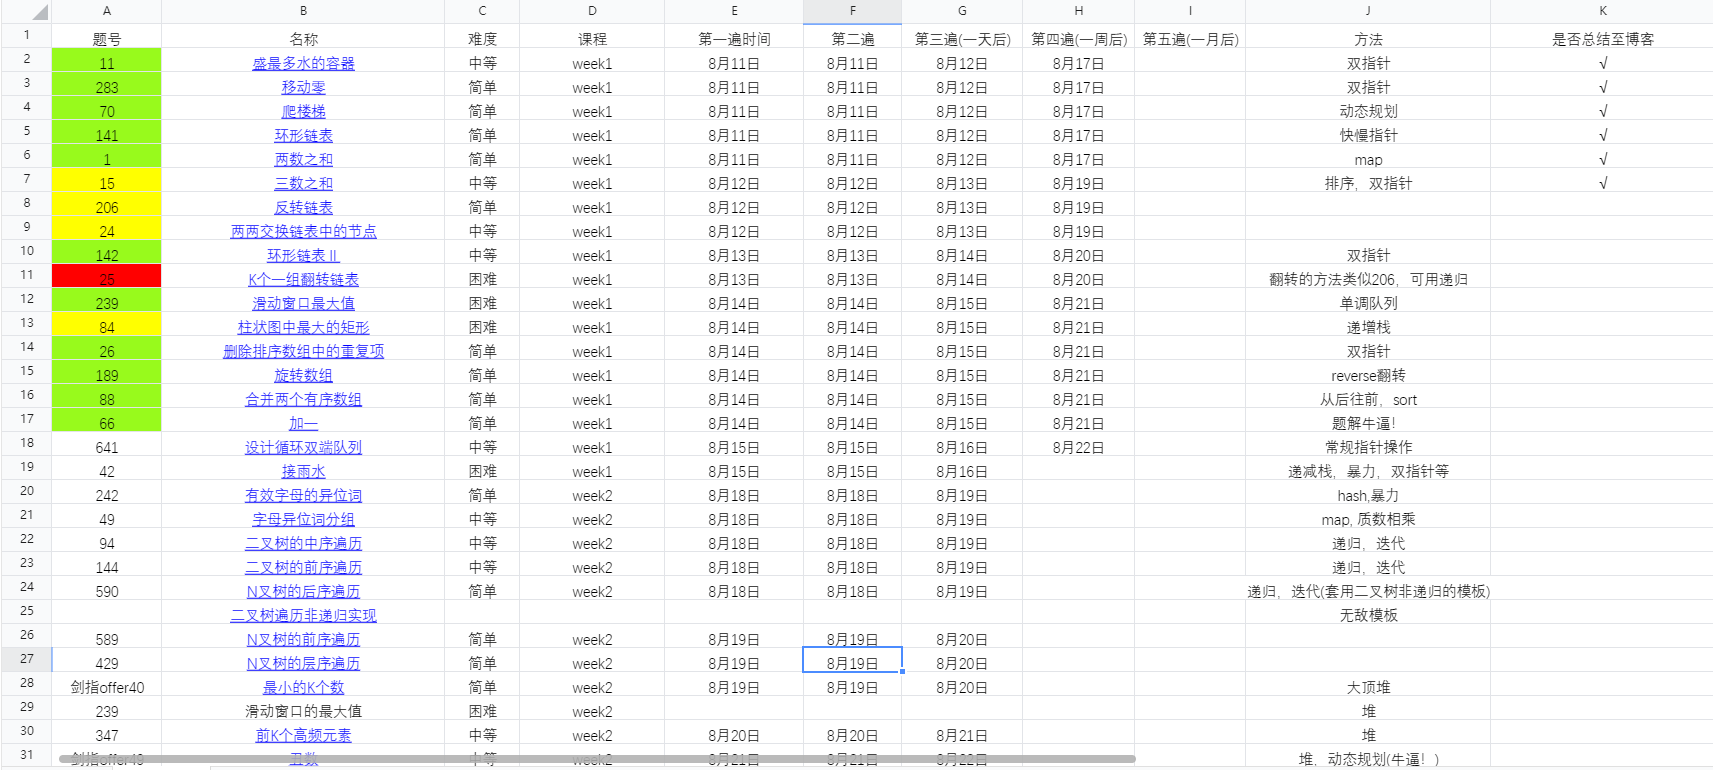 A B C D E F G H I J K
1 题号 名称 难度 课程 第一遍时间 第二遍 第三遍(一天后) 第四遍(一周后) 第五遍(一月后) 方法 是否总结至博客
2 11 盛最多水的容器 中等 week1 8月11日 8月11日 8月12日 8月17日 双指针 √
3 283 移动零 简单 week1 8月11日 8月11日 8月12日 8月17日 双指针 √
4 70 爬楼梯 简单 week1 8月11日 8月11日 8月12日 8月17日 动态规划 √
5 141 环形链表 简单 week1 8月11日 8月11日 8月12日 8月17日 快慢指针 √
6 1 两数之和 简单 week1 8月11日 8月11日 8月12日 8月17日 map √
7 15 三数之和 中等 week1 8月12日 8月12日 8月13日 8月19日 排序，双指针 √
8 206 反转链表 简单 week1 8月12日 8月12日 8月13日 8月19日
9 24 两两交换链表中的节点 中等 week1 8月12日 8月12日 8月13日 8月19日
10 142 环形链表 II 中等 week1 8月13日 8月13日 8月14日 8月20日 双指针
11 25 K个一组翻转链表 困难 week1 8月13日 8月13日 8月14日 8月20日 翻转的方法类似206，可用递归
12 239 滑动窗口最大值 困难 week1 8月14日 8月14日 8月15日 8月21日 单调队列
13 84 柱状图中最大的矩形 困难 week1 8月14日 8月14日 8月15日 8月21日 递增栈
14 26 删除排序数组中的重复项 简单 week1 8月14日 8月14日 8月15日 8月21日 双指针
15 189 旋转数组 简单 week1 8月14日 8月14日 8月15日 8月21日 reverse翻转
16 88 合并两个有序数组 简单 week1 8月14日 8月14日 8月15日 8月21日 从后往前，sort
17 66 加一 简单 week1 8月14日 8月14日 8月15日 8月21日 题解牛逼！
18 641 设计循环双端队列 中等 week1 8月15日 8月15日 8月16日 8月22日 常规指针操作
19 42 接雨水 困难 week1 8月15日 8月15日 8月16日 递减栈，暴力，双指针等
20 242 有效字母的异位词 简单 week2 8月18日 8月18日 8月19日 hash,暴力
21 49 字母异位词分组 中等 week2 8月18日 8月18日 8月19日 map, 质数相乘
22 94 二叉树的中序遍历 中等 week2 8月18日 8月18日 8月19日 递归，迭代
23 144 二叉树的前序遍历 中等 week2 8月18日 8月18日 8月19日 递归，迭代
24 590 N叉树的后序遍历 简单 week2 8月18日 8月18日 8月19日 递归，迭代(套用二叉树非递归的模板)
25 二叉树遍历非递归实现 无敌模板
26 589 N叉树的前序遍历 简单 week2 8月19日 8月19日 8月20日
27 429 N叉树的层序遍历 简单 week2 8月19日 8月19日 8月20日
28 剑指offer40 最小的K个数 简单 week2 8月19日 8月19日 8月20日 大顶堆
29 239 滑动窗口的最大值 困难 week2 堆
30 347 前K个高频元素 中等 week2 8月20日 8月20日 8月21日 堆
31 剑指offer49 丑数 中等 week2 8月21日 8月21日 8月22日 堆，动态规划(牛逼！)